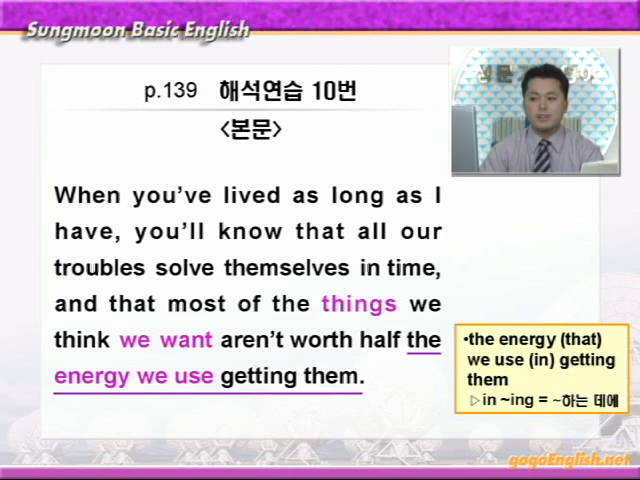 Sungmoon Basic English
p.139 해석연습 10번
<본문>
When you've lived as long as I
have, you'll know that all our
troubles solve themselves in time,
and that most of the things we
think we want aren't worth half the
energy we use getting them.
•the energy (that)
we use (in) getting
them
▷in ~ing = ~하는 데에
gogoEnglish.net